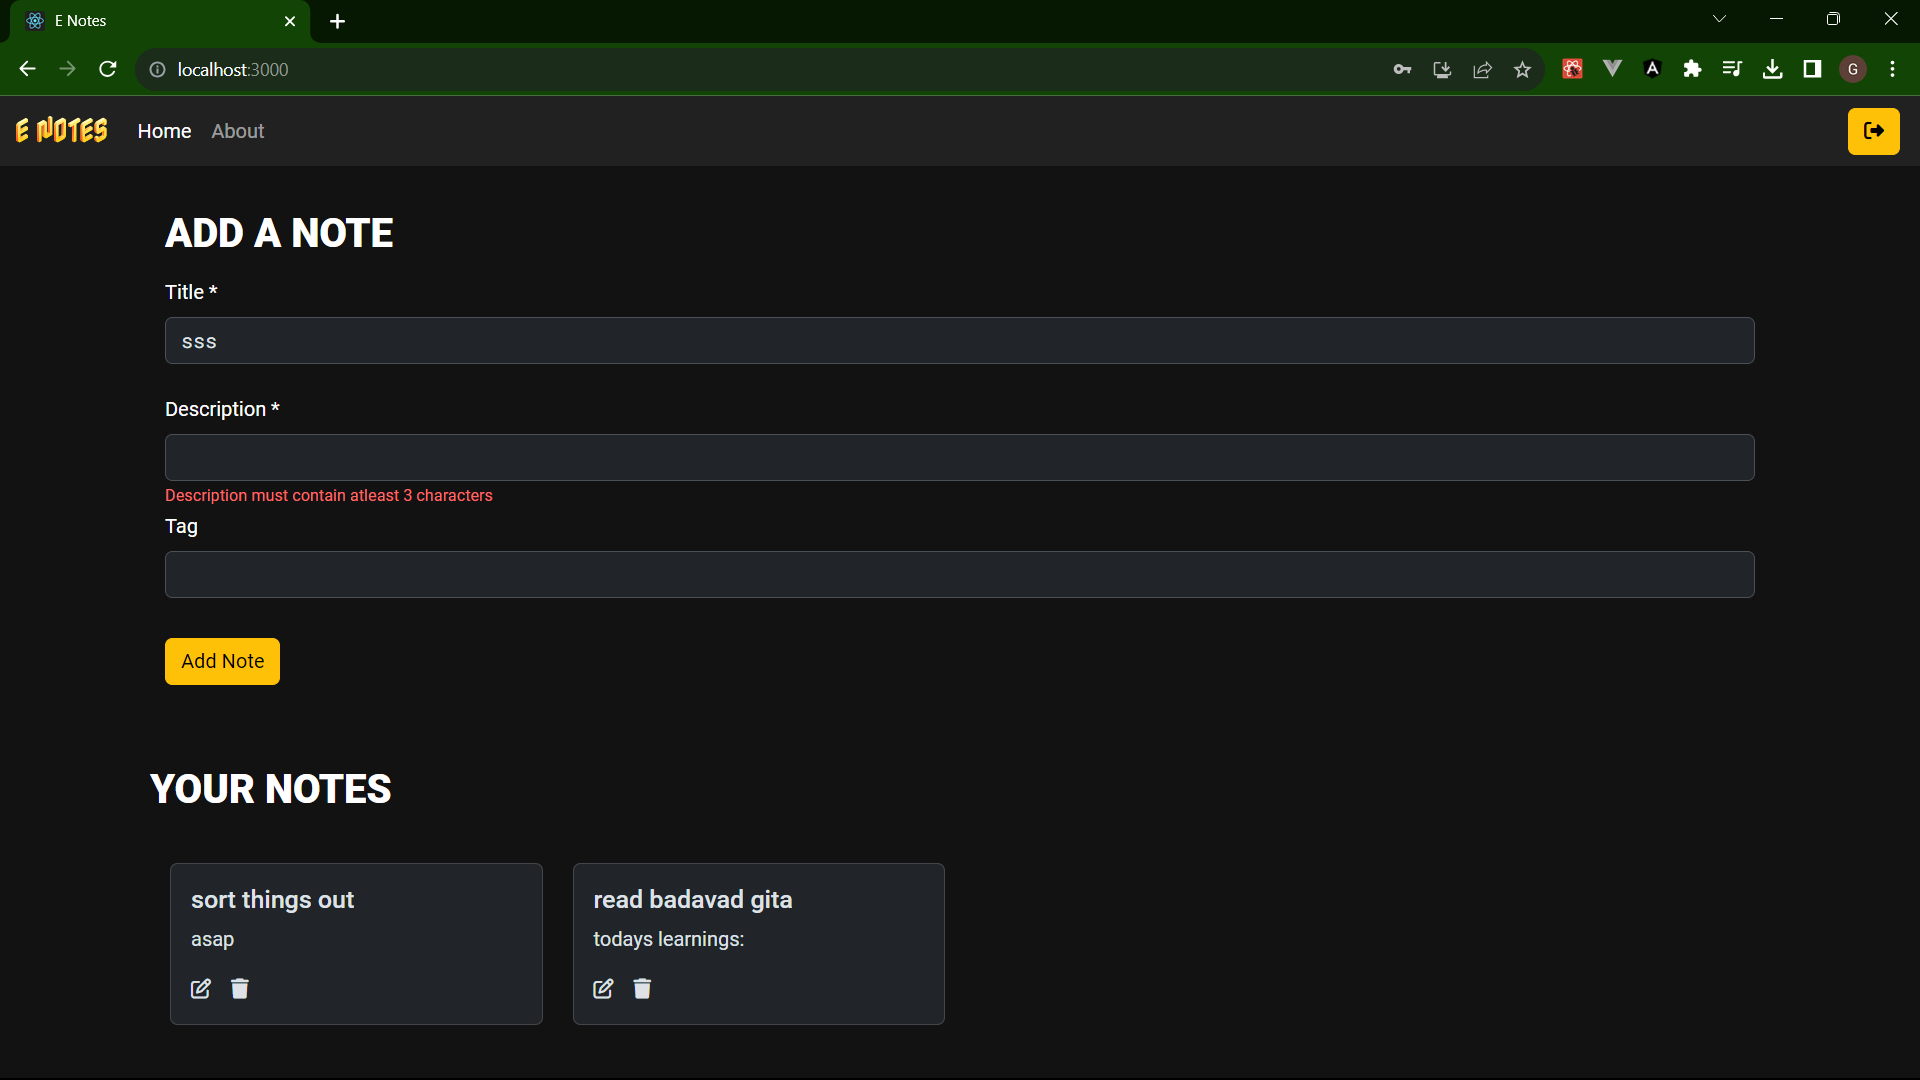 E Notes
localhost:3000
G
E NOTES
Home
About
ADD A NOTE
Title *
sss
Description *
Description must contain atleast 3 characters
Tag
Add Note
YOUR NOTES
sort things out
asap
read badavad gita
todays learnings: